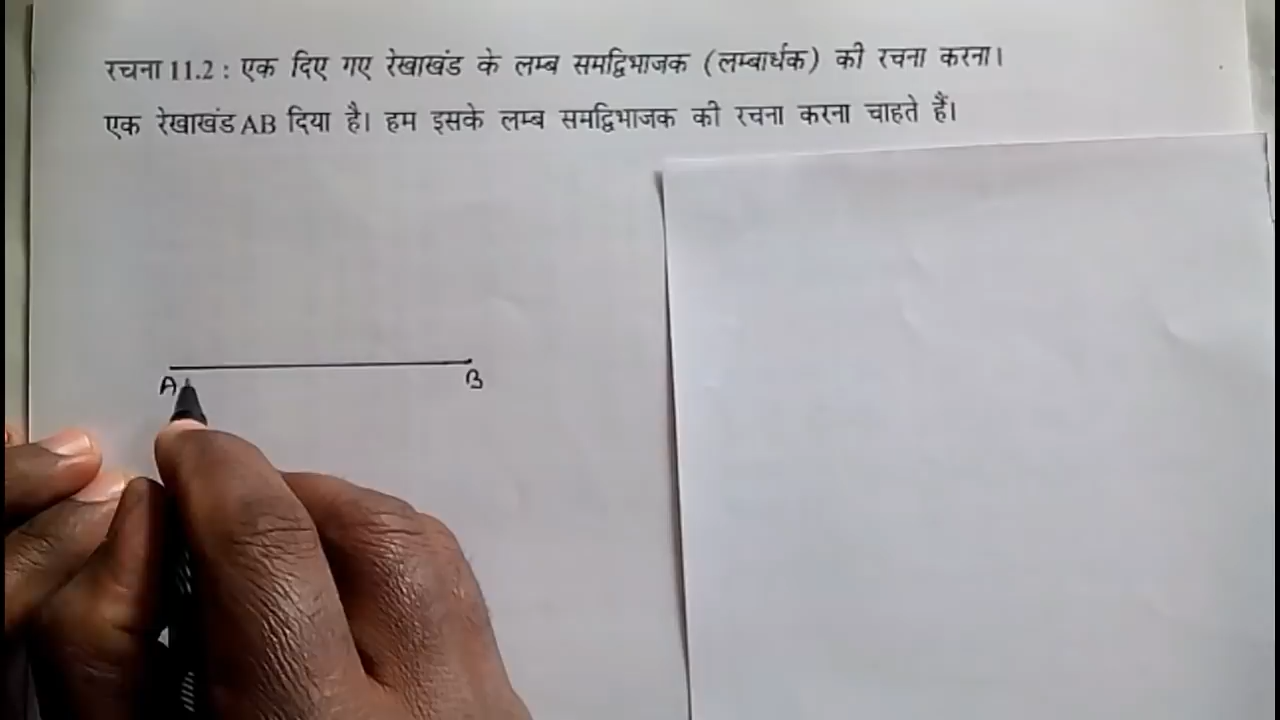 रचना 11.2 : एक दिए गए रेखाखंड के लम्ब समद्विभाजक (लम्बार्धक) की रचना करना।
एक रेखाखंड AB दिया है। हम इसके लम्ब समद्विभाजक की रचना करना चाहते हैं।
A B